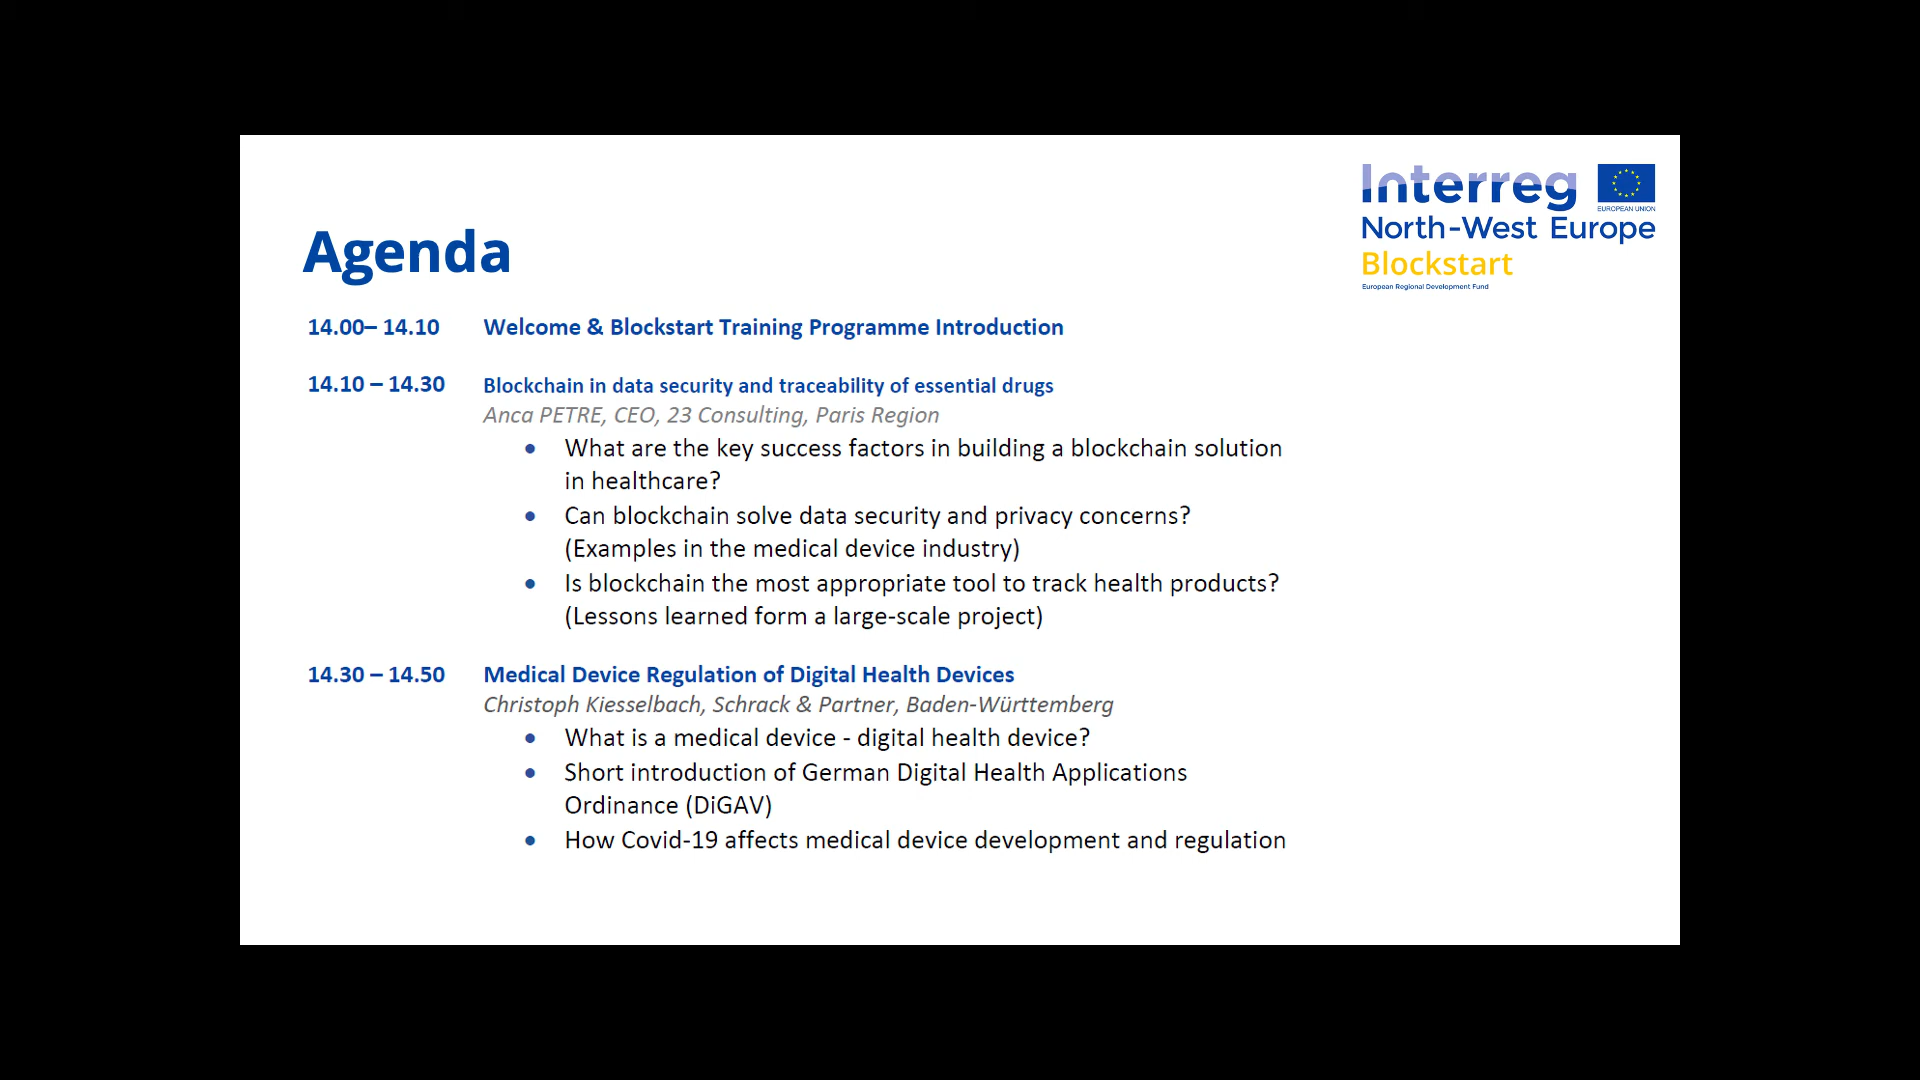 Interreg
EUROPEAN UNION
North-West Europe
Blockstart
European Regional Development Fund
Agenda
14.00– 14.10 Welcome & Blockstart Training Programme Introduction
14.10 – 14.30 Blockchain in data security and traceability of essential drugs
Anca PETRE, CEO, 23 Consulting, Paris Region
• What are the key success factors in building a blockchain solution
in healthcare?
• Can blockchain solve data security and privacy concerns?
(Examples in the medical device industry)
• Is blockchain the most appropriate tool to track health products?
(Lessons learned form a large-scale project)
14.30 – 14.50 Medical Device Regulation of Digital Health Devices
Christoph Kiesselbach, Schrack & Partner, Baden-Württemberg
• What is a medical device - digital health device?
• Short introduction of German Digital Health Applications
Ordinance (DiGAV)
• How Covid-19 affects medical device development and regulation